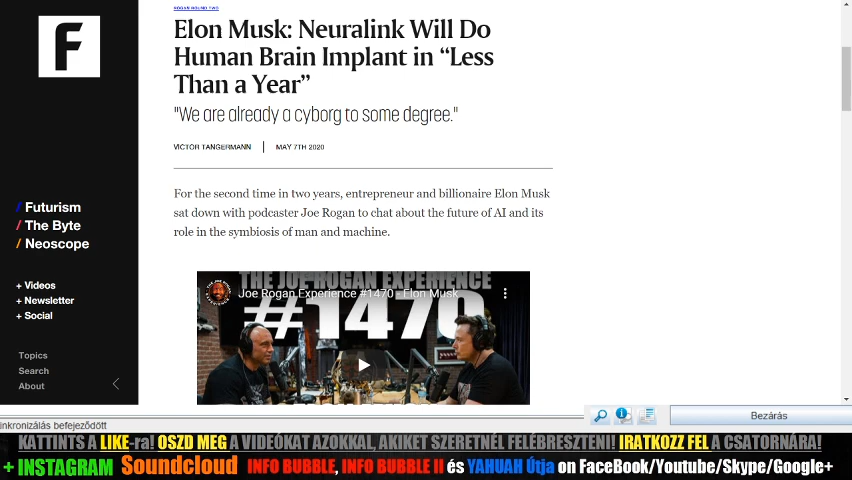 F
ROGAN ROUND TWO
Elon Musk: Neuralink Will Do
Human Brain Implant in “Less
Than a Year”
"We are already a cyborg to some degree."
VICTOR TANGERMANN | MAY 7TH 2020
For the second time in two years, entrepreneur and billionaire Elon Musk
sat down with podcaster Joe Rogan to chat about the future of AI and its
role in the symbiosis of man and machine.
/ Futurism
/ The Byte
/ Neoscope
+ Videos
+ Newsletter
+ Social
Topics
Search
About
THE JOE ROGAN EXPERIENCE
Joe Rogan Experience #1470 - Elon Musk
#1470
Bezárás
inkronizálás befejeződött
KATTINTS A LIKE-ra! OSZD MEG A VIDEÓKAT AZOKKAL, AKIKET SZERETNÉL FELÉBRESZTENI! IRATKOZZ FEL A CSATORNÁRA!
+ INSTAGRAM Soundcloud INFO BUBBLE, INFO BUBBLE II és YAHUAH Útja on FaceBook/Youtube/Skype/Google+